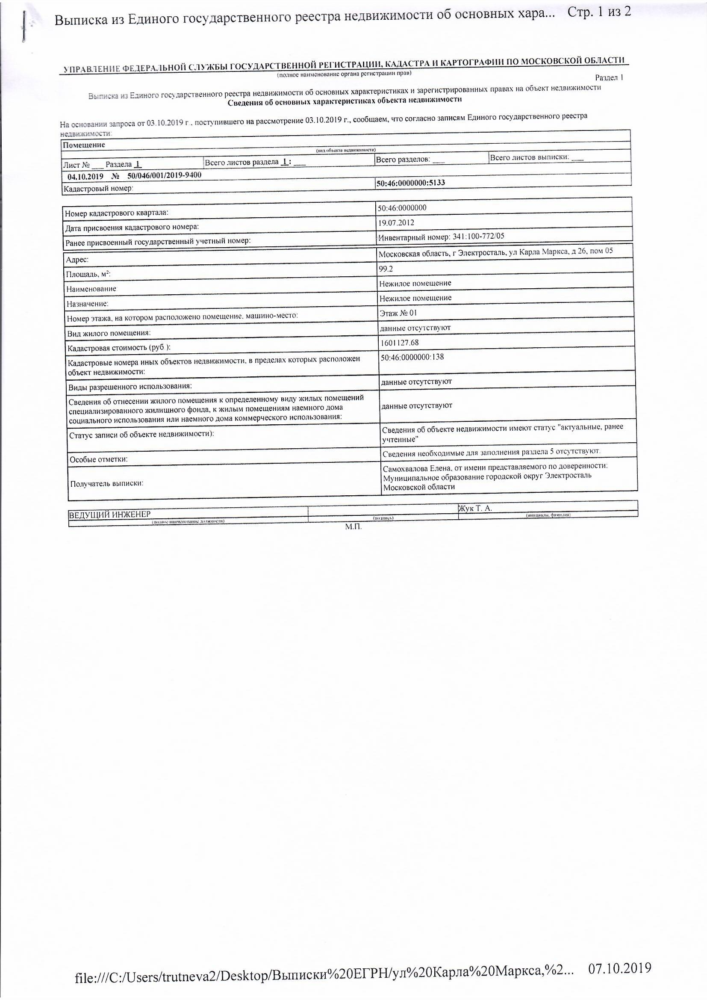 Выписка из Единого государственного реестра недвижимости об основных хара... Стр. 1 из 2
УПРАВЛЕНИЕ ФЕДЕРАЛЬНОЙ СЛУЖБЫ ГОСУДАРСТВЕННОЙ РЕГИСТРАЦИИ, КАДАСТРА И КАРТОГРАФИИ ПО МОСКОВСКОЙ ОБЛАСТИ
(полное наименование органа регистрации прав)
Раздел 1
Выписка из Единого государственного реестра недвижимости об основных характеристиках и зарегистрированных правах на объект недвижимости
Сведения об основных характеристиках объекта недвижимости
На основании запроса от 03.10.2019 г., поступившего на рассмотрение 03.10.2019 г., сообщаем, что согласно записям Единого государственного реестра
недвижимости:
Помещение
(вид объекта недвижимости)
Лист № ___ Раздела 1 Всего листов раздела 1 : ___ Всего разделов: ___ Всего листов выписки: ___
04.10.2019 № 50/046/001/2019-9400
Кадастровый номер: 50:46:0000000:5133
Номер кадастрового квартала: 50:46:0000000
Дата присвоения кадастрового номера: 19.07.2012
Ранее присвоенный государственный учетный номер: Инвентарный номер: 341:100-772/05
Адрес: Московская область, г Электросталь, ул Карла Маркса, д 26, пом 05
Площадь, м²: 99.2
Наименование Нежилое помещение
Назначение: Нежилое помещение
Номер этажа, на котором расположено помещение, машино-место: Этаж № 01
Вид жилого помещения: данные отсутствуют
Кадастровая стоимость (руб ): 1601127.68
Кадастровые номера иных объектов недвижимости, в пределах которых расположен 50:46:0000000:138
объект недвижимости:
Виды разрешенного использования: данные отсутствуют
Сведения об отнесении жилого помещения к определенному виду жилых помещений
специализированного жилищного фонда, к жилым помещениям наемного дома данные отсутствуют
социального использования или наемного дома коммерческого использования:
Статус записи об объекте недвижимости): Сведения об объекте недвижимости имеют статус "актуальные, ранее
учтенные"
Особые отметки: Сведения необходимые для заполнения раздела 5 отсутствуют.
Самохвалова Елена, от имени представляемого по доверенности:
Получатель выписки: Муниципальное образование городской округ Электросталь
Московской области
ВЕДУЩИЙ ИНЖЕНЕР Жук Т. А.
(полное наименование должности) (подпись) (инициалы, фамилия)
М.П.
file:///C:/Users/trutneva2/Desktop/Выписки%20ЕГРН/ул%20Карла%20Маркса,%2... 07.10.2019